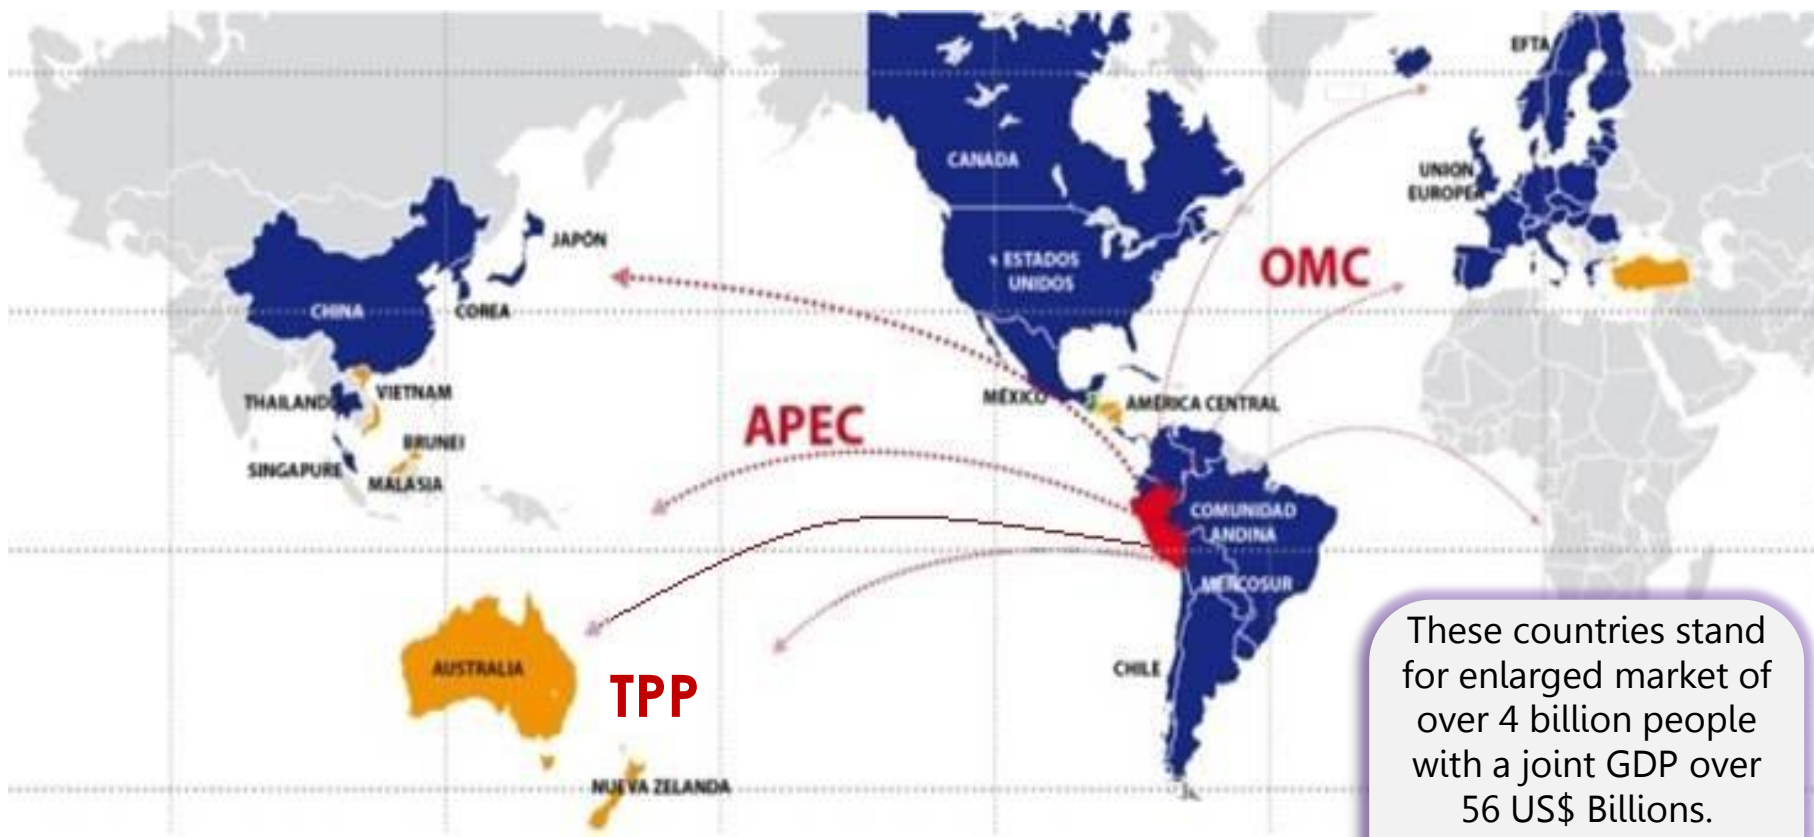 EFTA
CANADA
UNION
EUROPEA
JAPÓN
ESTADOS
UNIDOS
OMC
CHINA
COREA
THAILAND
VIETNAM
MÉXICO
AMÉRICA CENTRAL
APEC
BRUNEI
SINGAPURE
MALASIA
COMUNIDAD
ANDINA
MERCOSUR
AUSTRALIA
CHILE
TPP
NUEVA ZELANDA
These countries stand
for enlarged market of
over 4 billion people
with a joint GDP over
56 US$ Billions.